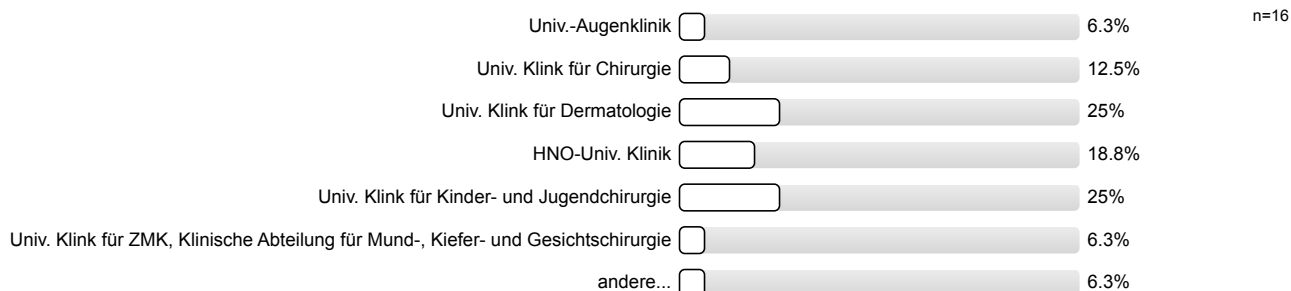 Univ.-Augenklinik 6.3% n=16
Univ. Klink für Chirurgie 12.5%
Univ. Klink für Dermatologie 25%
HNO-Univ. Klinik 18.8%
Univ. Klink für Kinder- und Jugendchirurgie 25%
Univ. Klink für ZMK, Klinische Abteilung für Mund-, Kiefer- und Gesichtschirurgie 6.3%
andere... 6.3%